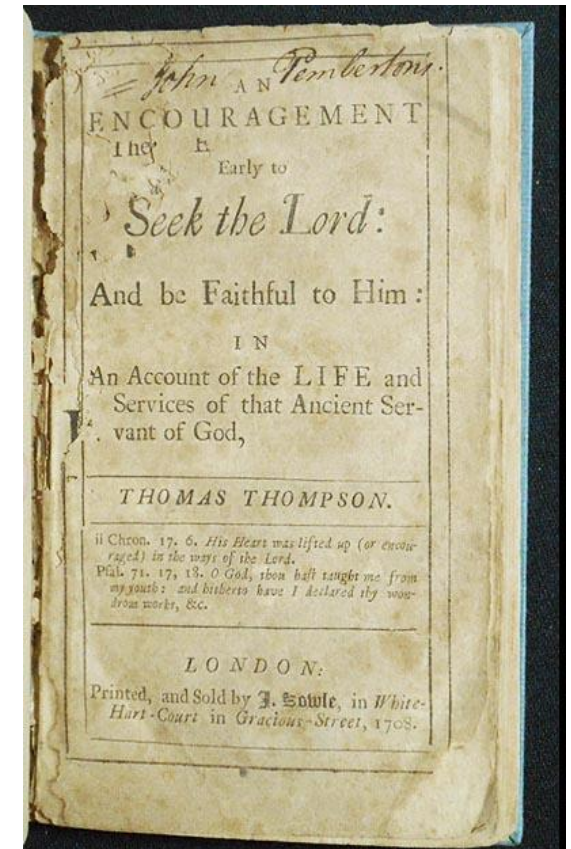 John Pembertons.
AN
ENCOURAGEMENT
Early to
Seek the Lord:
And be Faithful to Him:
IN
An Account of the LIFE and
Services of that Ancient Ser-
vant of God,
THOMAS THOMPSON.
ii Chron. 17. 6. His Heart was lifted up (or encou-
raged) in the ways of the Lord.
Psal. 71. 17, 18. O God, thou hast taught me from
my youth: and hitherto have I declared thy won-
drous works, &c.
LONDON:
Printed, and Sold by J. Sowle, in White-
Hart-Court in Gracious-Street, 1708.